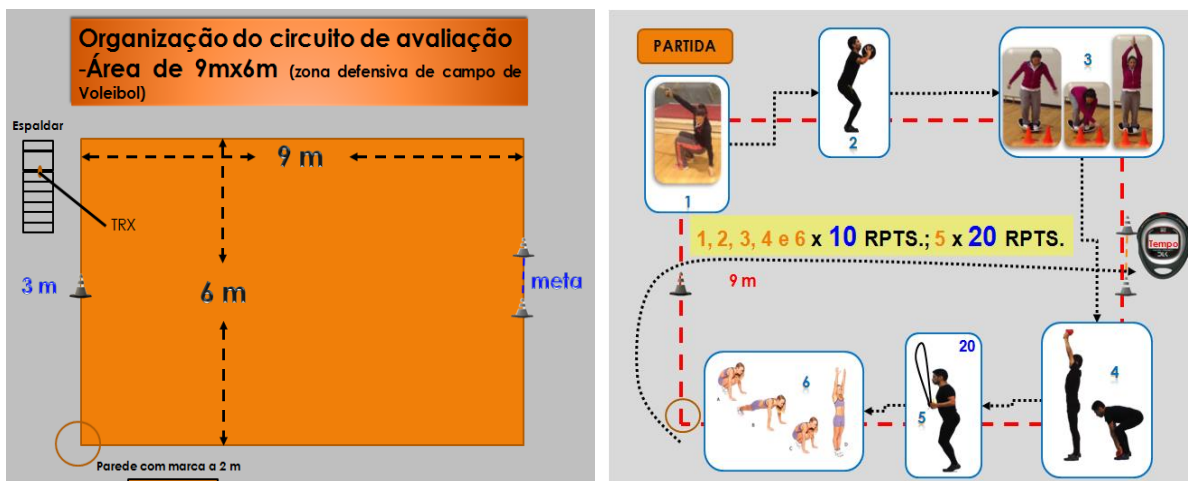 Organização do circuito de avaliação
-Área de 9mx6m (zona defensiva de campo de
Voleibol)
Espaldar
9 m
TRX
3 m
6 m
meta
Parede com marca a 2 m
PARTIDA
1
2
3
1, 2, 3, 4 e 6 x 10 RPTS.; 5 x 20 RPTS.
Tempo
9 m
6
A
B
C
D
20
5
4